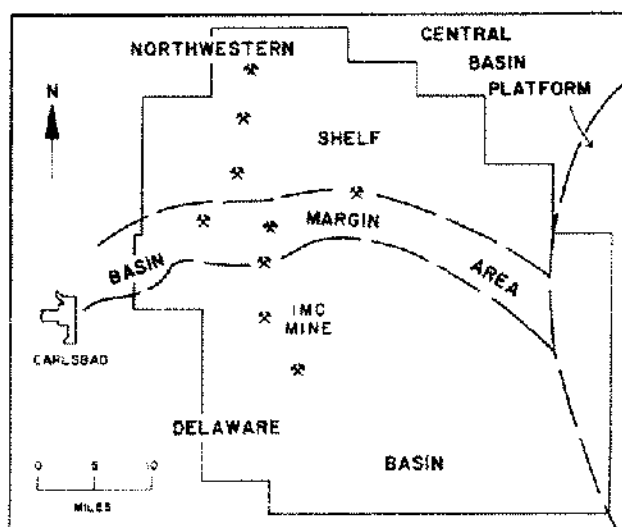 CENTRAL
BASIN
PLATFORM
NORTHWESTERN
N
SHELF
MARGIN
BASIN
AREA
IMC
MINE
CARLSBAD
DELAWARE
BASIN
0 5 10
MILES